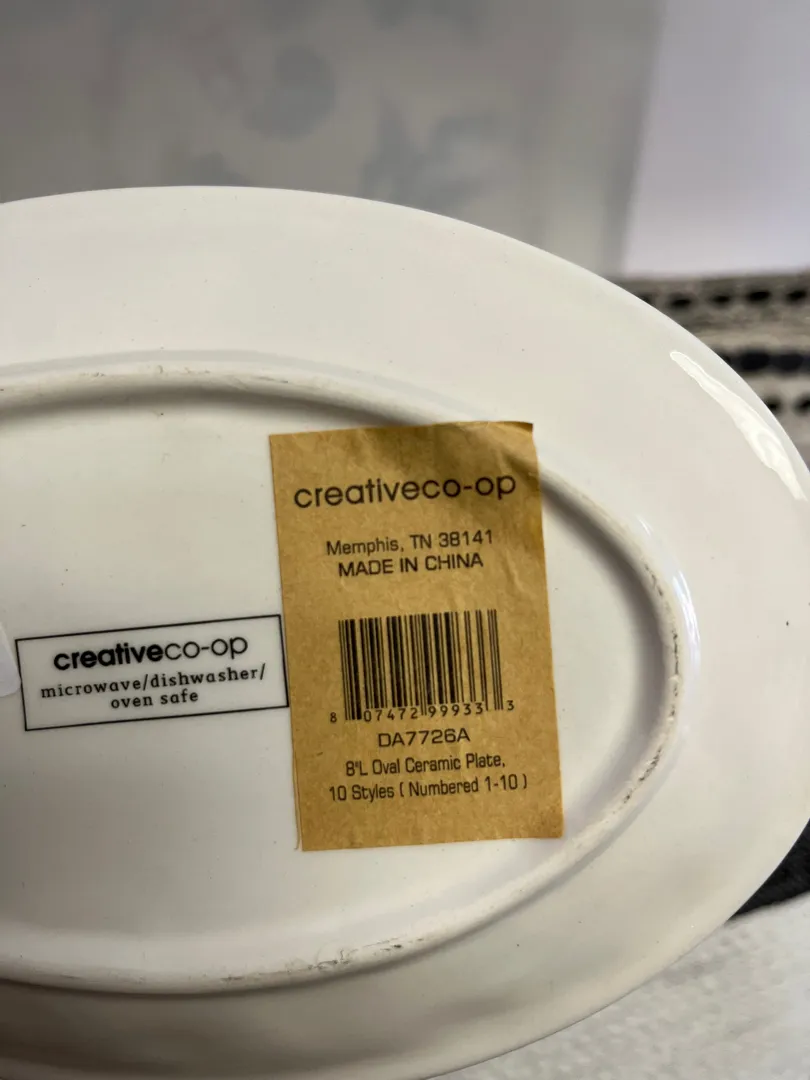 creativeco-op
Memphis, TN 38141
MADE IN CHINA
8 07472 99933 3
DA7726A
8"L Oval Ceramic Plate,
10 Styles ( Numbered 1-10 )
creativeco-op
microwave/dishwasher/
oven safe